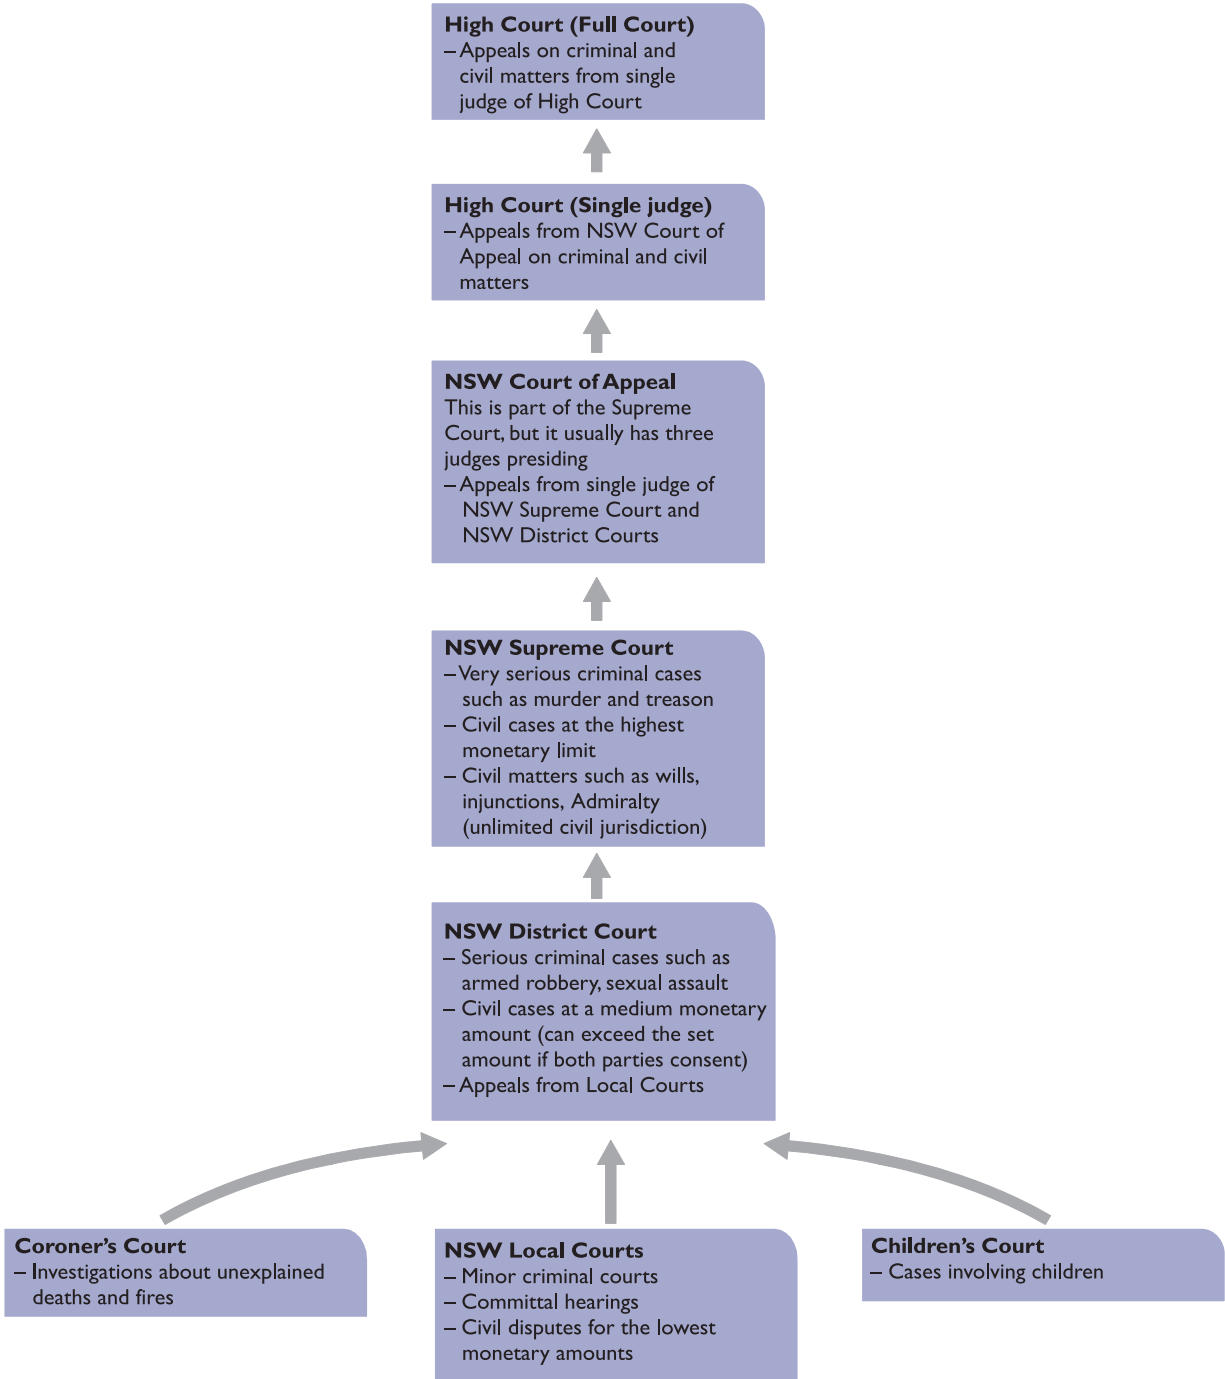 High Court (Full Court)
– Appeals on criminal and
civil matters from single
judge of High Court
High Court (Single judge)
– Appeals from NSW Court of
Appeal on criminal and civil
matters
NSW Court of Appeal
This is part of the Supreme
Court, but it usually has three
judges presiding
– Appeals from single judge of
NSW Supreme Court and
NSW District Courts
NSW Supreme Court
– Very serious criminal cases
such as murder and treason
– Civil cases at the highest
monetary limit
– Civil matters such as wills,
injunctions, Admiralty
(unlimited civil jurisdiction)
NSW District Court
– Serious criminal cases such as
armed robbery, sexual assault
– Civil cases at a medium monetary
amount (can exceed the set
amount if both parties consent)
– Appeals from Local Courts
Coroner's Court
– Investigations about unexplained
deaths and fires
NSW Local Courts
– Minor criminal courts
– Committal hearings
– Civil disputes for the lowest
monetary amounts
Children's Court
– Cases involving children